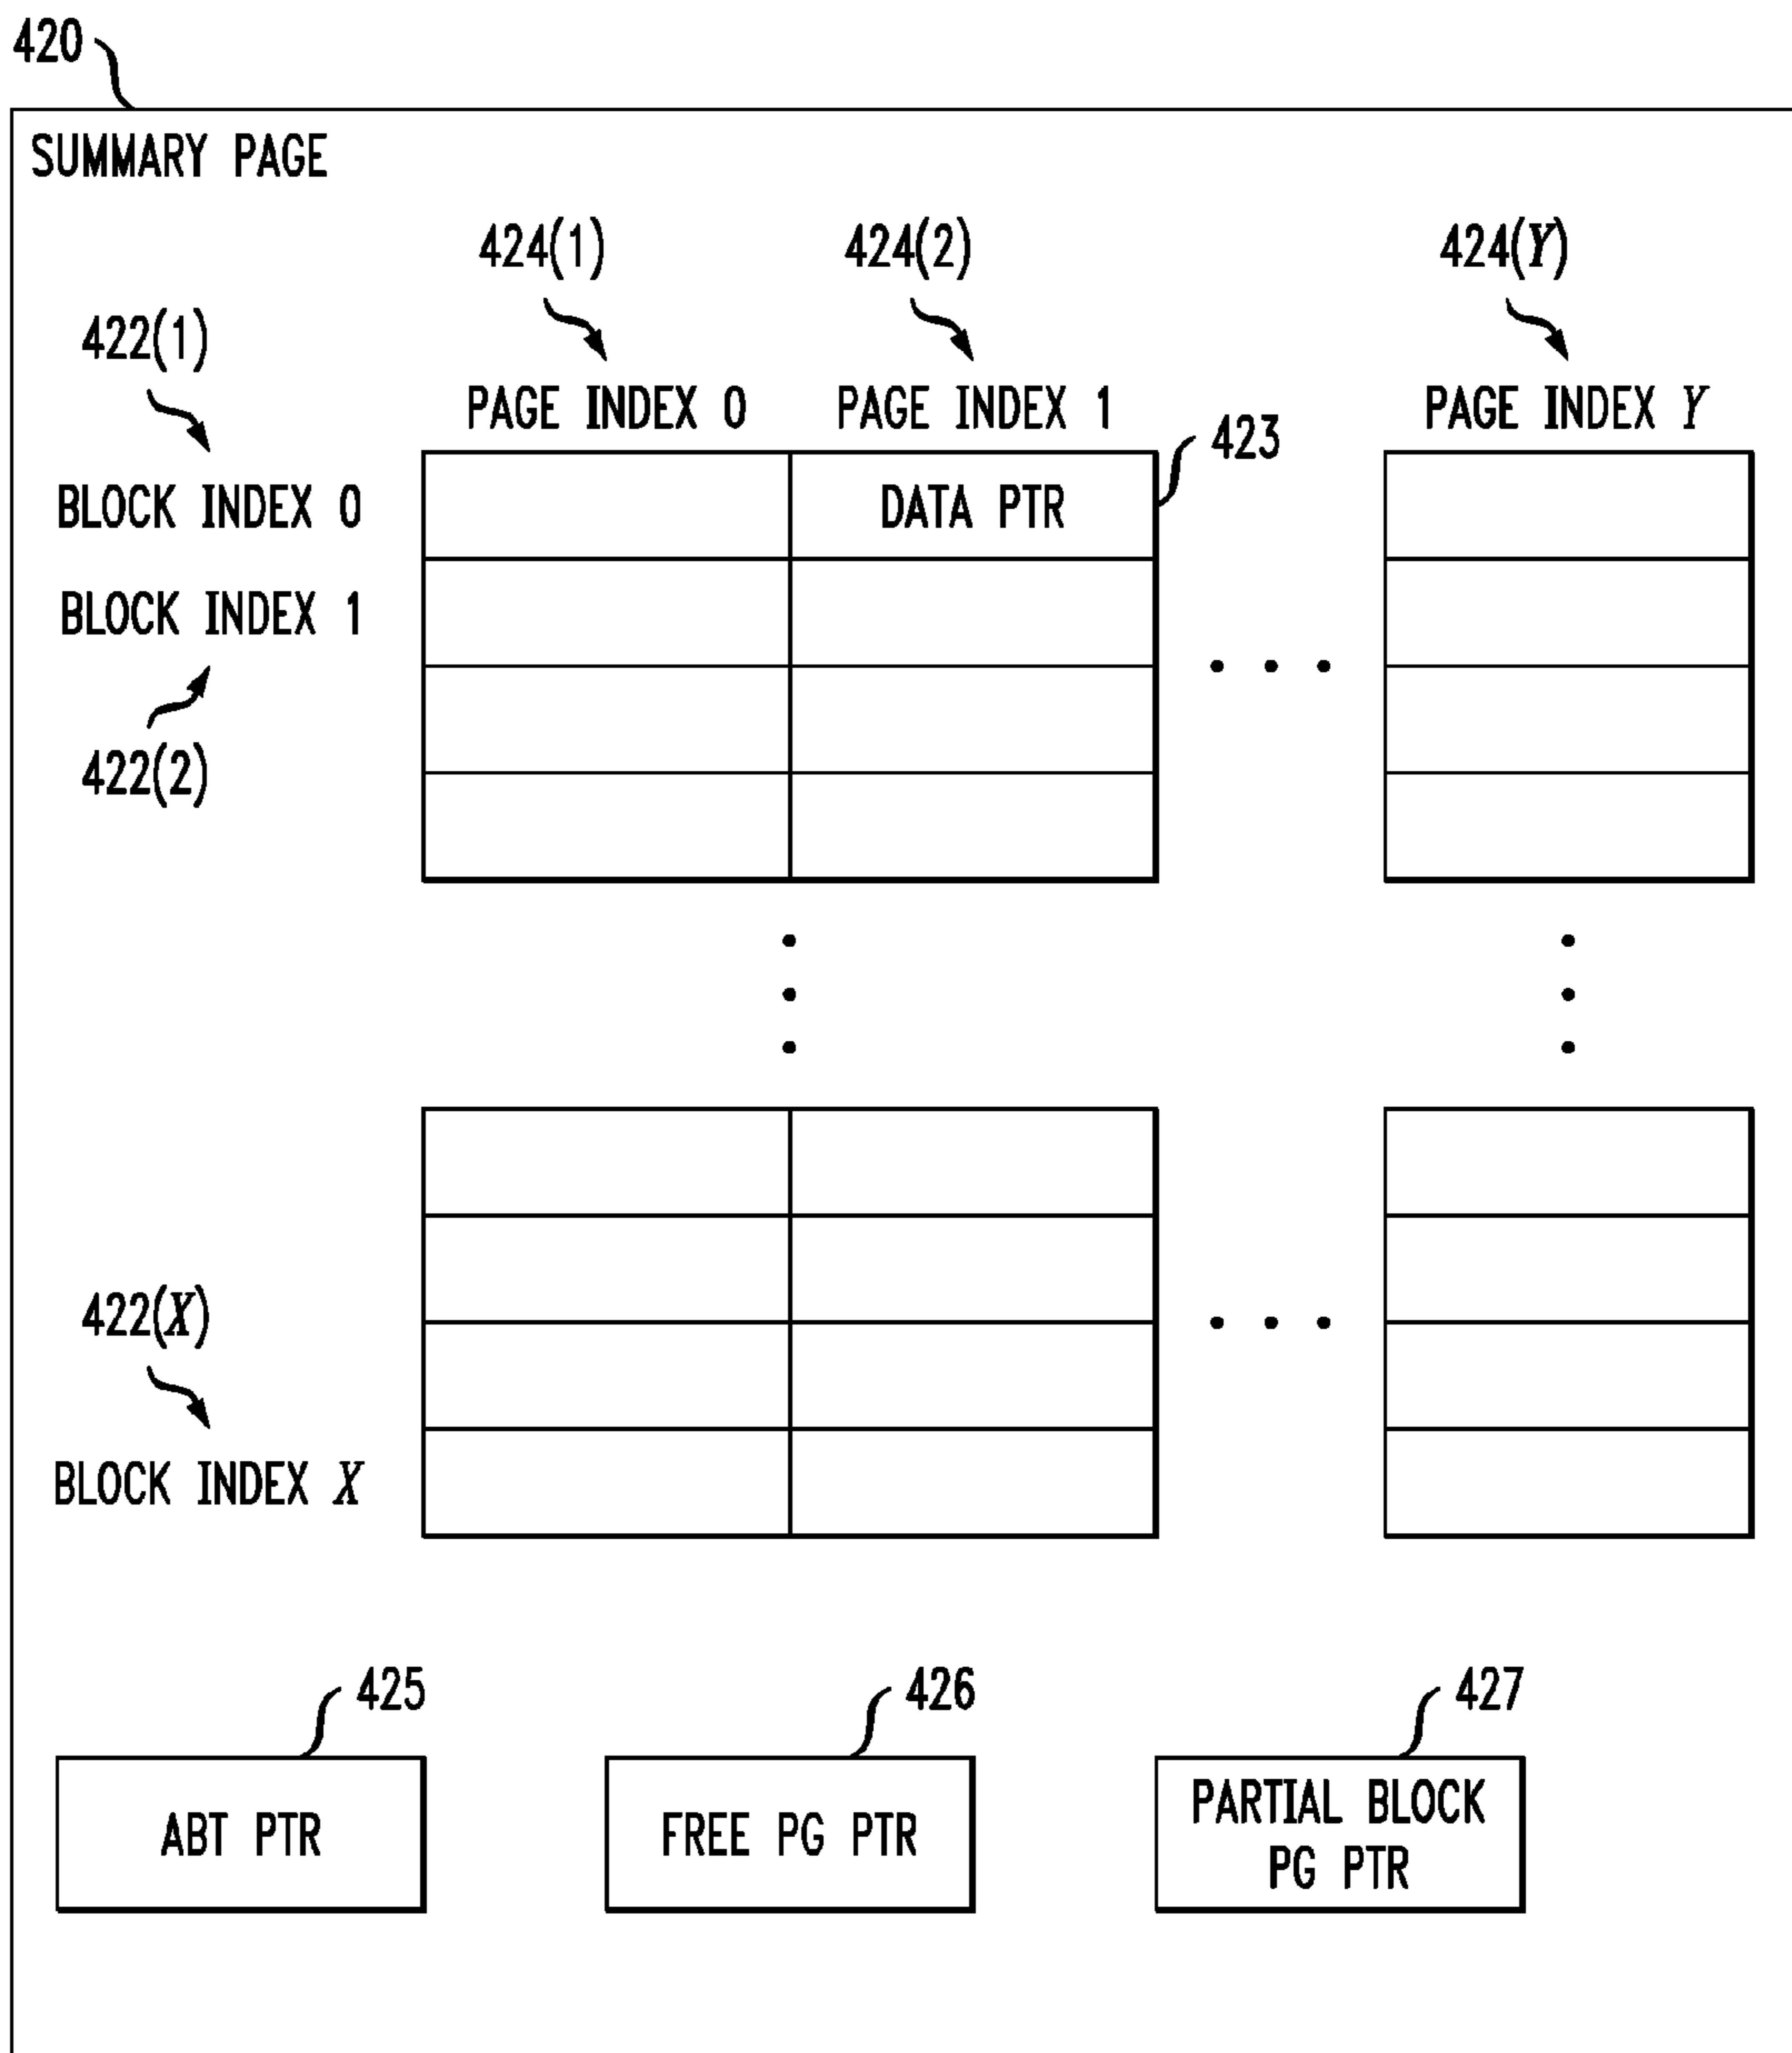 420
SUMMARY PAGE
424(1) 424(2) 424(Y)
422(1)
PAGE INDEX 0 PAGE INDEX 1 PAGE INDEX Y
423
BLOCK INDEX 0 DATA PTR
BLOCK INDEX 1
422(2)
422(X)
BLOCK INDEX X
425 426 427
ABT PTR FREE PG PTR PARTIAL BLOCK
PG PTR